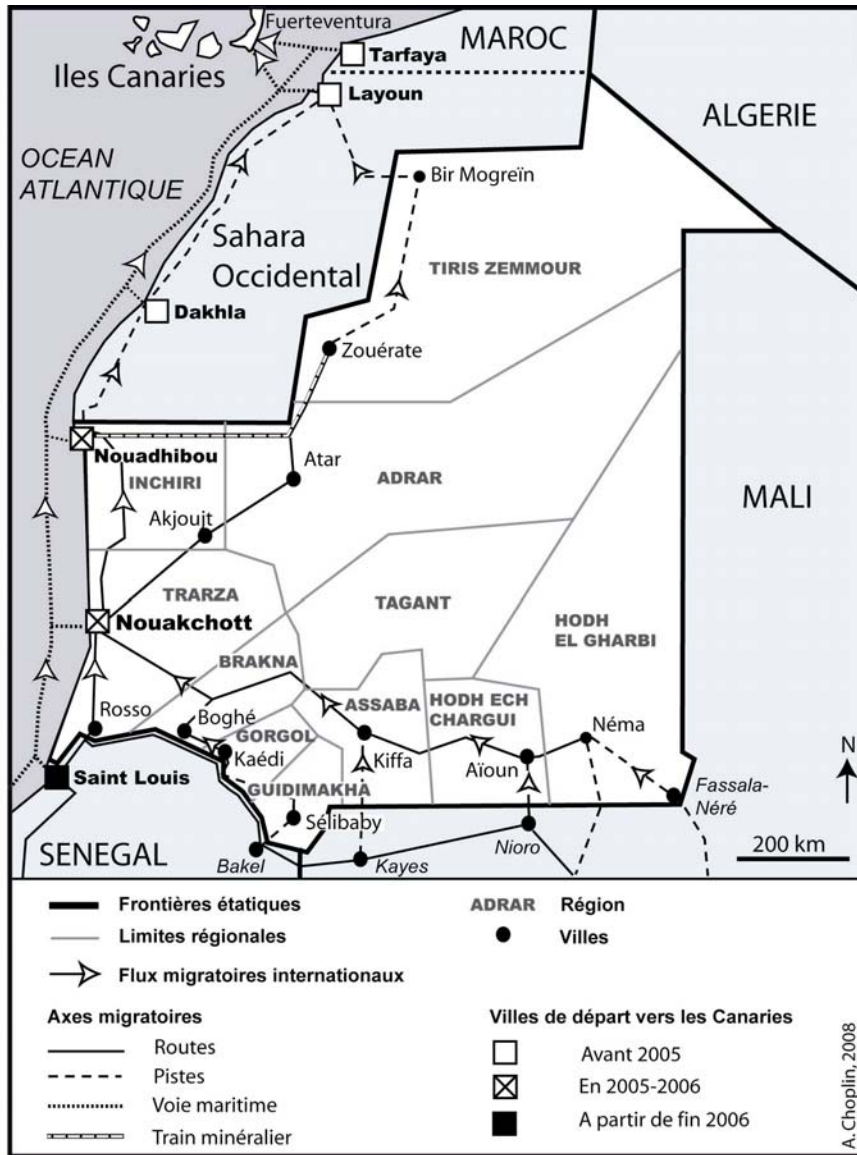 Fuerteventura
Iles Canaries
Tarfaya
MAROC
Layoun
ALGERIE
OCEAN
ATLANTIQUE
Bir Mogreïn
Sahara
Occidental
TIRIS ZEMMOUR
Dakhla
Zouérate
Nouadhibou
INCHIRI
Atar
ADRAR
MALI
Akjoujt
TRARZA
TAGANT
Nouakchott
HODH
EL GHARBI
BRAKNA
ASSABA
HODH ECH
CHARGUI
Rosso
Boghé
GORGOL
Kaédi
Kiffa
Aïoun
Néma
N
Saint Louis
GUIDIMAKHA
Fassala-
Néré
Sélibaby
SENEGAL
Bakel
Kayes
Nioro
200 km
Frontières étatiques
Limites régionales
Flux migratoires internationaux
ADRAR Région
Villes
Axes migratoires
Routes
Pistes
Voie maritime
Train minéralier
Villes de départ vers les Canaries
Avant 2005
En 2005-2006
A partir de fin 2006
A. Choplin, 2008